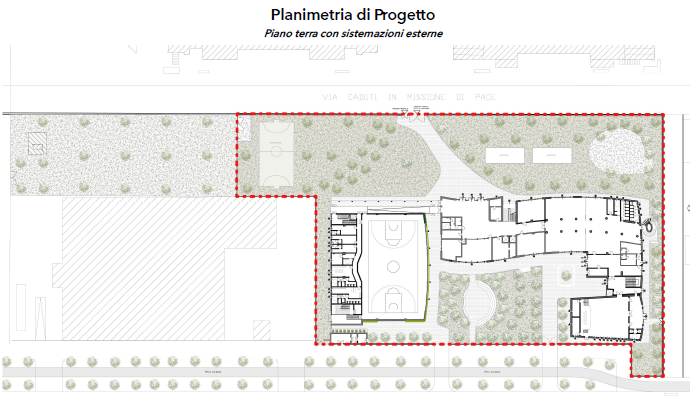 Planimetria di Progetto
Piano terra con sistemazioni esterne
VIA CADUTI IN MISSIONE DI PACE